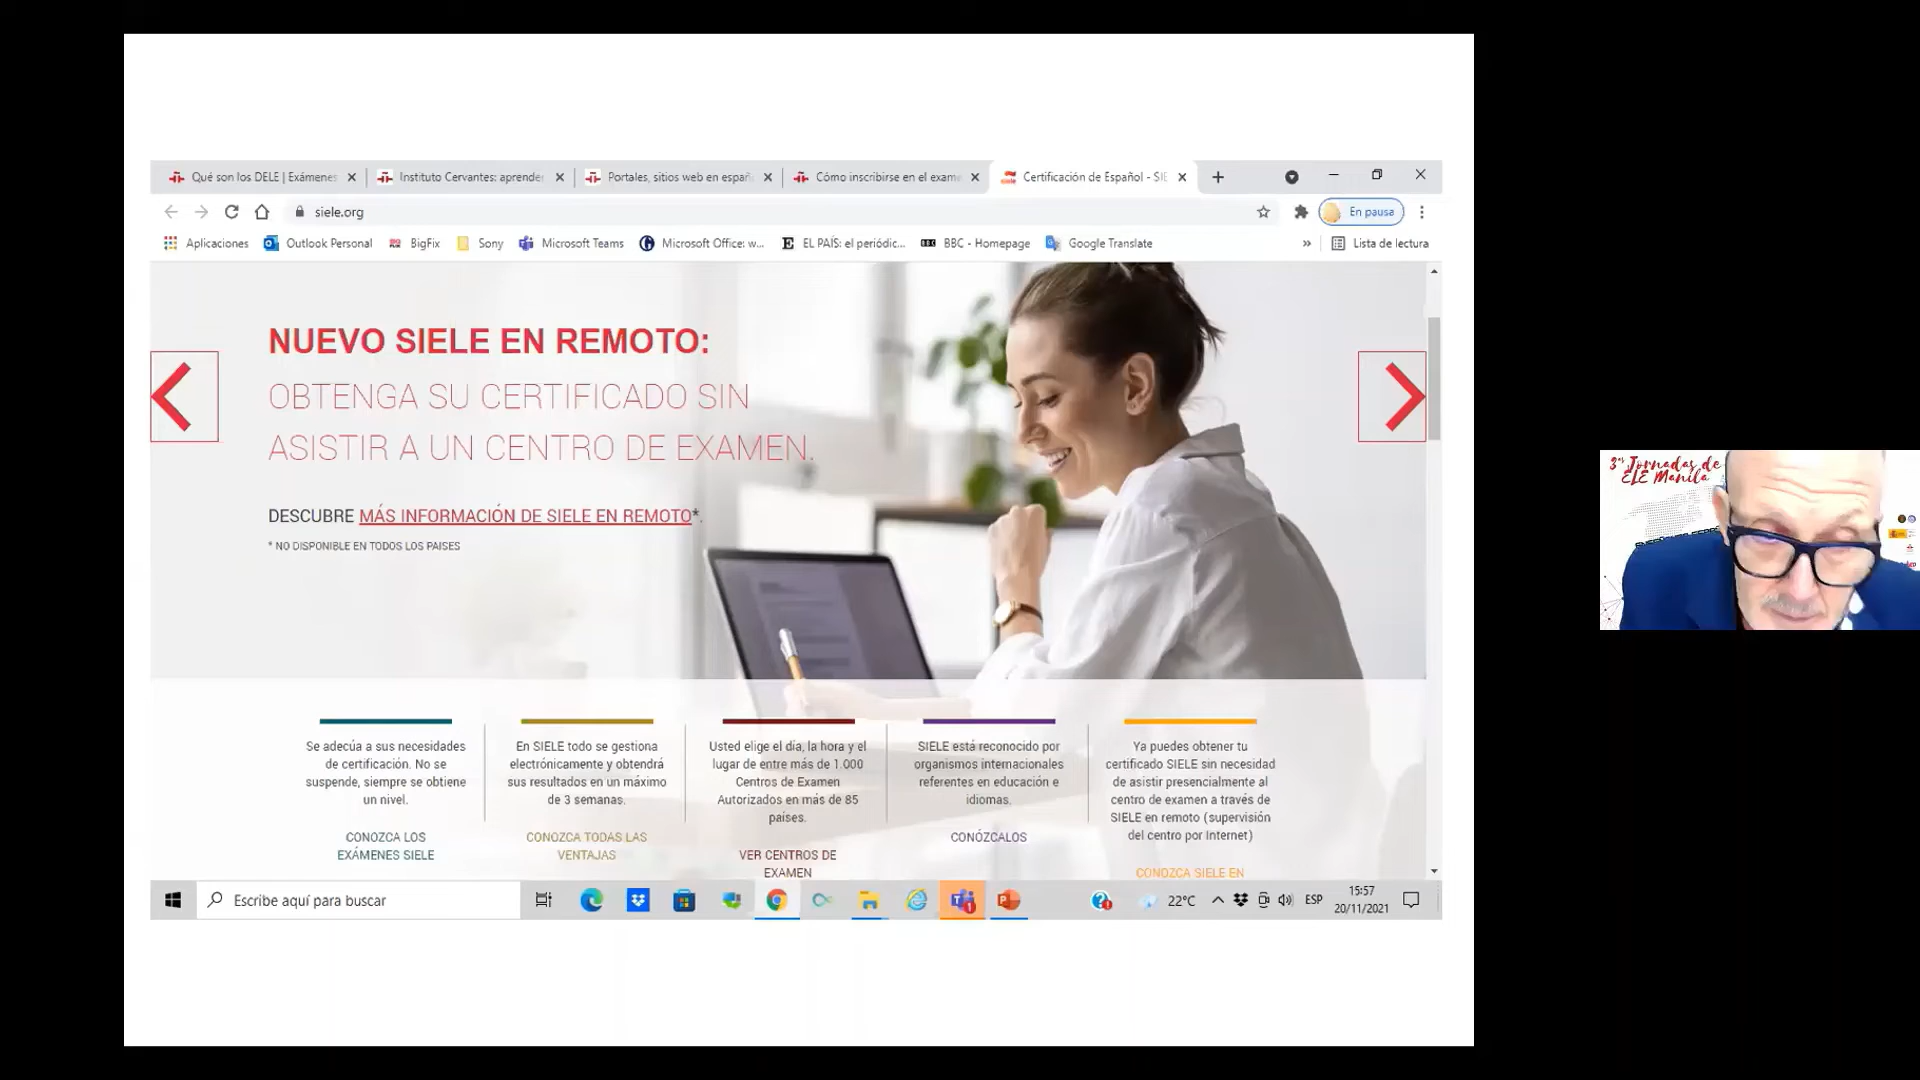 Qué son los DELE | Exámenes
Instituto Cervantes: aprender
Portales, sitios web en españ
Cómo inscribirse en el exame
Certificación de Español - SIE
siele.org
En pausa
Aplicaciones
Outlook Personal
BigFix
Sony
Microsoft Teams
Microsoft Office: w...
EL PAÍS: el periódic...
BBC - Homepage
Google Translate
»
Lista de lectura
NUEVO SIELE EN REMOTO:
OBTENGA SU CERTIFICADO SIN
ASISTIR A UN CENTRO DE EXAMEN.
DESCUBRE MÁS INFORMACIÓN DE SIELE EN REMOTO*.
* NO DISPONIBLE EN TODOS LOS PAISES
Se adecúa a sus necesidades
de certificación. No se
suspende, siempre se obtiene
un nivel.
CONOZCA LOS
EXÁMENES SIELE
En SIELE todo se gestiona
electrónicamente y obtendrá
sus resultados en un máximo
de 3 semanas.
CONOZCA TODAS LAS
VENTAJAS
Usted elige el día, la hora y el
lugar de entre más de 1.000
Centros de Examen
Autorizados en más de 85
países.
VER CENTROS DE
EXAMEN
SIELE está reconocido por
organismos internacionales
referentes en educación e
idiomas.
CONÓZCALOS
Ya puedes obtener tu
certificado SIELE sin necesidad
de asistir presencialmente al
centro de examen a través de
SIELE en remoto (supervisión
del centro por Internet)
CONOZCA SIELE EN
Escribe aquí para buscar
22°C
ESP
15:57
20/11/2021
3as Jornadas de
ELE Manila